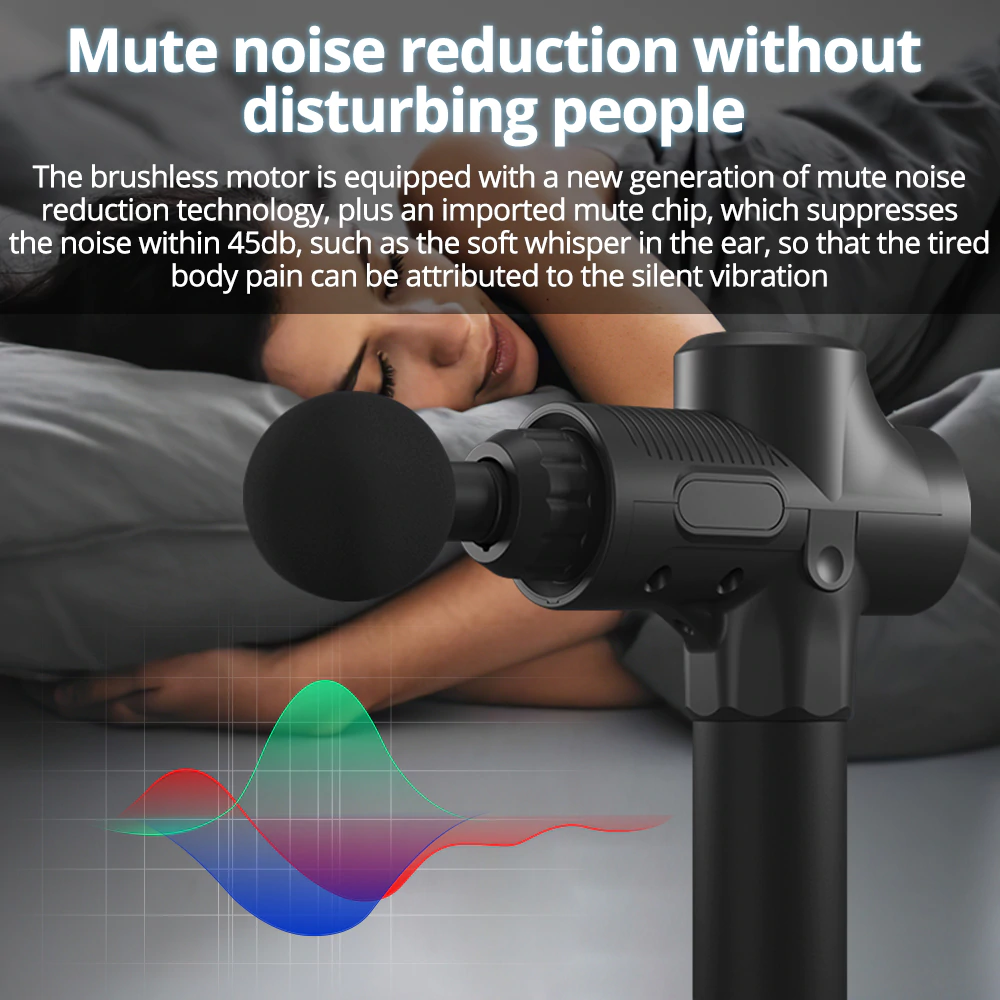 Mute noise reduction without
disturbing people
The brushless motor is equipped with a new generation of mute noise
reduction technology, plus an imported mute chip, which suppresses
the noise within 45db, such as the soft whisper in the ear, so that the tired
body pain can be attributed to the silent vibration